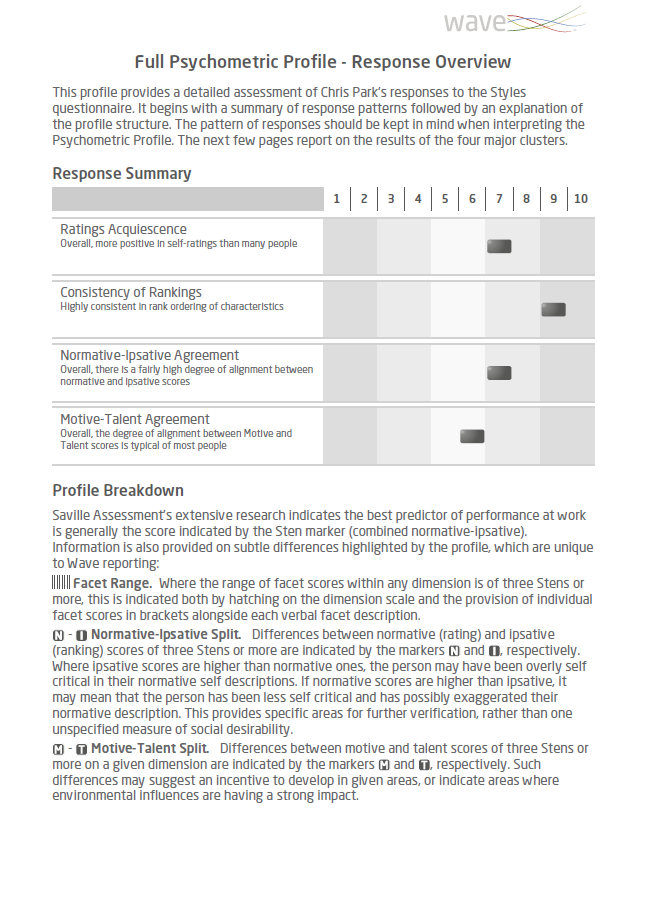 wave
Full Psychometric Profile - Response Overview
This profile provides a detailed assessment of Chris Park's responses to the Styles
questionnaire. It begins with a summary of response patterns followed by an explanation of
the profile structure. The pattern of responses should be kept in mind when interpreting the
Psychometric Profile. The next few pages report on the results of the four major clusters.
Response Summary
1 2 3 4 5 6 7 8 9 10
Ratings Acquiescence
Overall, more positive in self-ratings than many people
Consistency of Rankings
Highly consistent in rank ordering of characteristics
Normative-Ipsative Agreement
Overall, there is a fairly high degree of alignment between
normative and ipsative scores
Motive-Talent Agreement
Overall, the degree of alignment between Motive and
Talent scores is typical of most people
Profile Breakdown
Saville Assessment's extensive research indicates the best predictor of performance at work
is generally the score indicated by the Sten marker (combined normative-ipsative).
Information is also provided on subtle differences highlighted by the profile, which are unique
to Wave reporting:
Facet Range. Where the range of facet scores within any dimension is of three Stens or
more, this is indicated both by hatching on the dimension scale and the provision of individual
facet scores in brackets alongside each verbal facet description.
N - I Normative-Ipsative Split. Differences between normative (rating) and ipsative
(ranking) scores of three Stens or more are indicated by the markers N and I, respectively.
Where ipsative scores are higher than normative ones, the person may have been overly self
critical in their normative self descriptions. If normative scores are higher than ipsative, it
may mean that the person has been less self critical and has possibly exaggerated their
normative description. This provides specific areas for further verification, rather than one
unspecified measure of social desirability.
M - T Motive-Talent Split. Differences between motive and talent scores of three Stens or
more on a given dimension are indicated by the markers M and T, respectively. Such
differences may suggest an incentive to develop in given areas, or indicate areas where
environmental influences are having a strong impact.